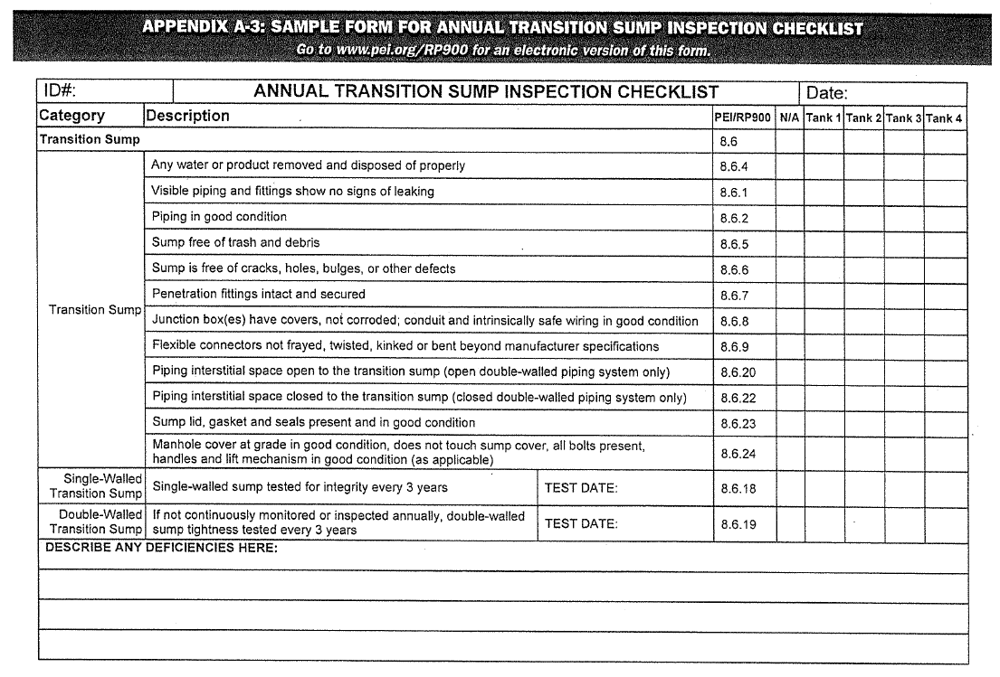 APPENDIX A-3: SAMPLE FORM FOR ANNUAL TRANSITION SUMP INSPECTION CHECKLIST
Go to www.pei.org/RP900 for an electronic version of this form.
ID#: ANNUAL TRANSITION SUMP INSPECTION CHECKLIST Date:
Category Description PEI/RP900 N/A Tank 1 Tank 2 Tank 3 Tank 4
Transition Sump 8.6
Any water or product removed and disposed of properly 8.6.4
Visible piping and fittings show no signs of leaking 8.6.1
Piping in good condition 8.6.2
Sump free of trash and debris 8.6.5
Sump is free of cracks, holes, bulges, or other defects 8.6.6
Penetration fittings intact and secured 8.6.7
Transition Sump
Junction box(es) have covers, not corroded; conduit and intrinsically safe wiring in good condition 8.6.8
Flexible connectors not frayed, twisted, kinked or bent beyond manufacturer specifications 8.6.9
Piping interstitial space open to the transition sump (open double-walled piping system only) 8.6.20
Piping interstitial space closed to the transition sump (closed double-walled piping system only) 8.6.22
Sump lid, gasket and seals present and in good condition 8.6.23
Manhole cover at grade in good condition, does not touch sump cover, all bolts present,
handles and lift mechanism in good condition (as applicable) 8.6.24
Single-Walled
Transition Sump Single-walled sump tested for integrity every 3 years TEST DATE: 8.6.18
Double-Walled If not continuously monitored or inspected annually, double-walled
Transition Sump sump tightness tested every 3 years TEST DATE: 8.6.19
DESCRIBE ANY DEFICIENCIES HERE: